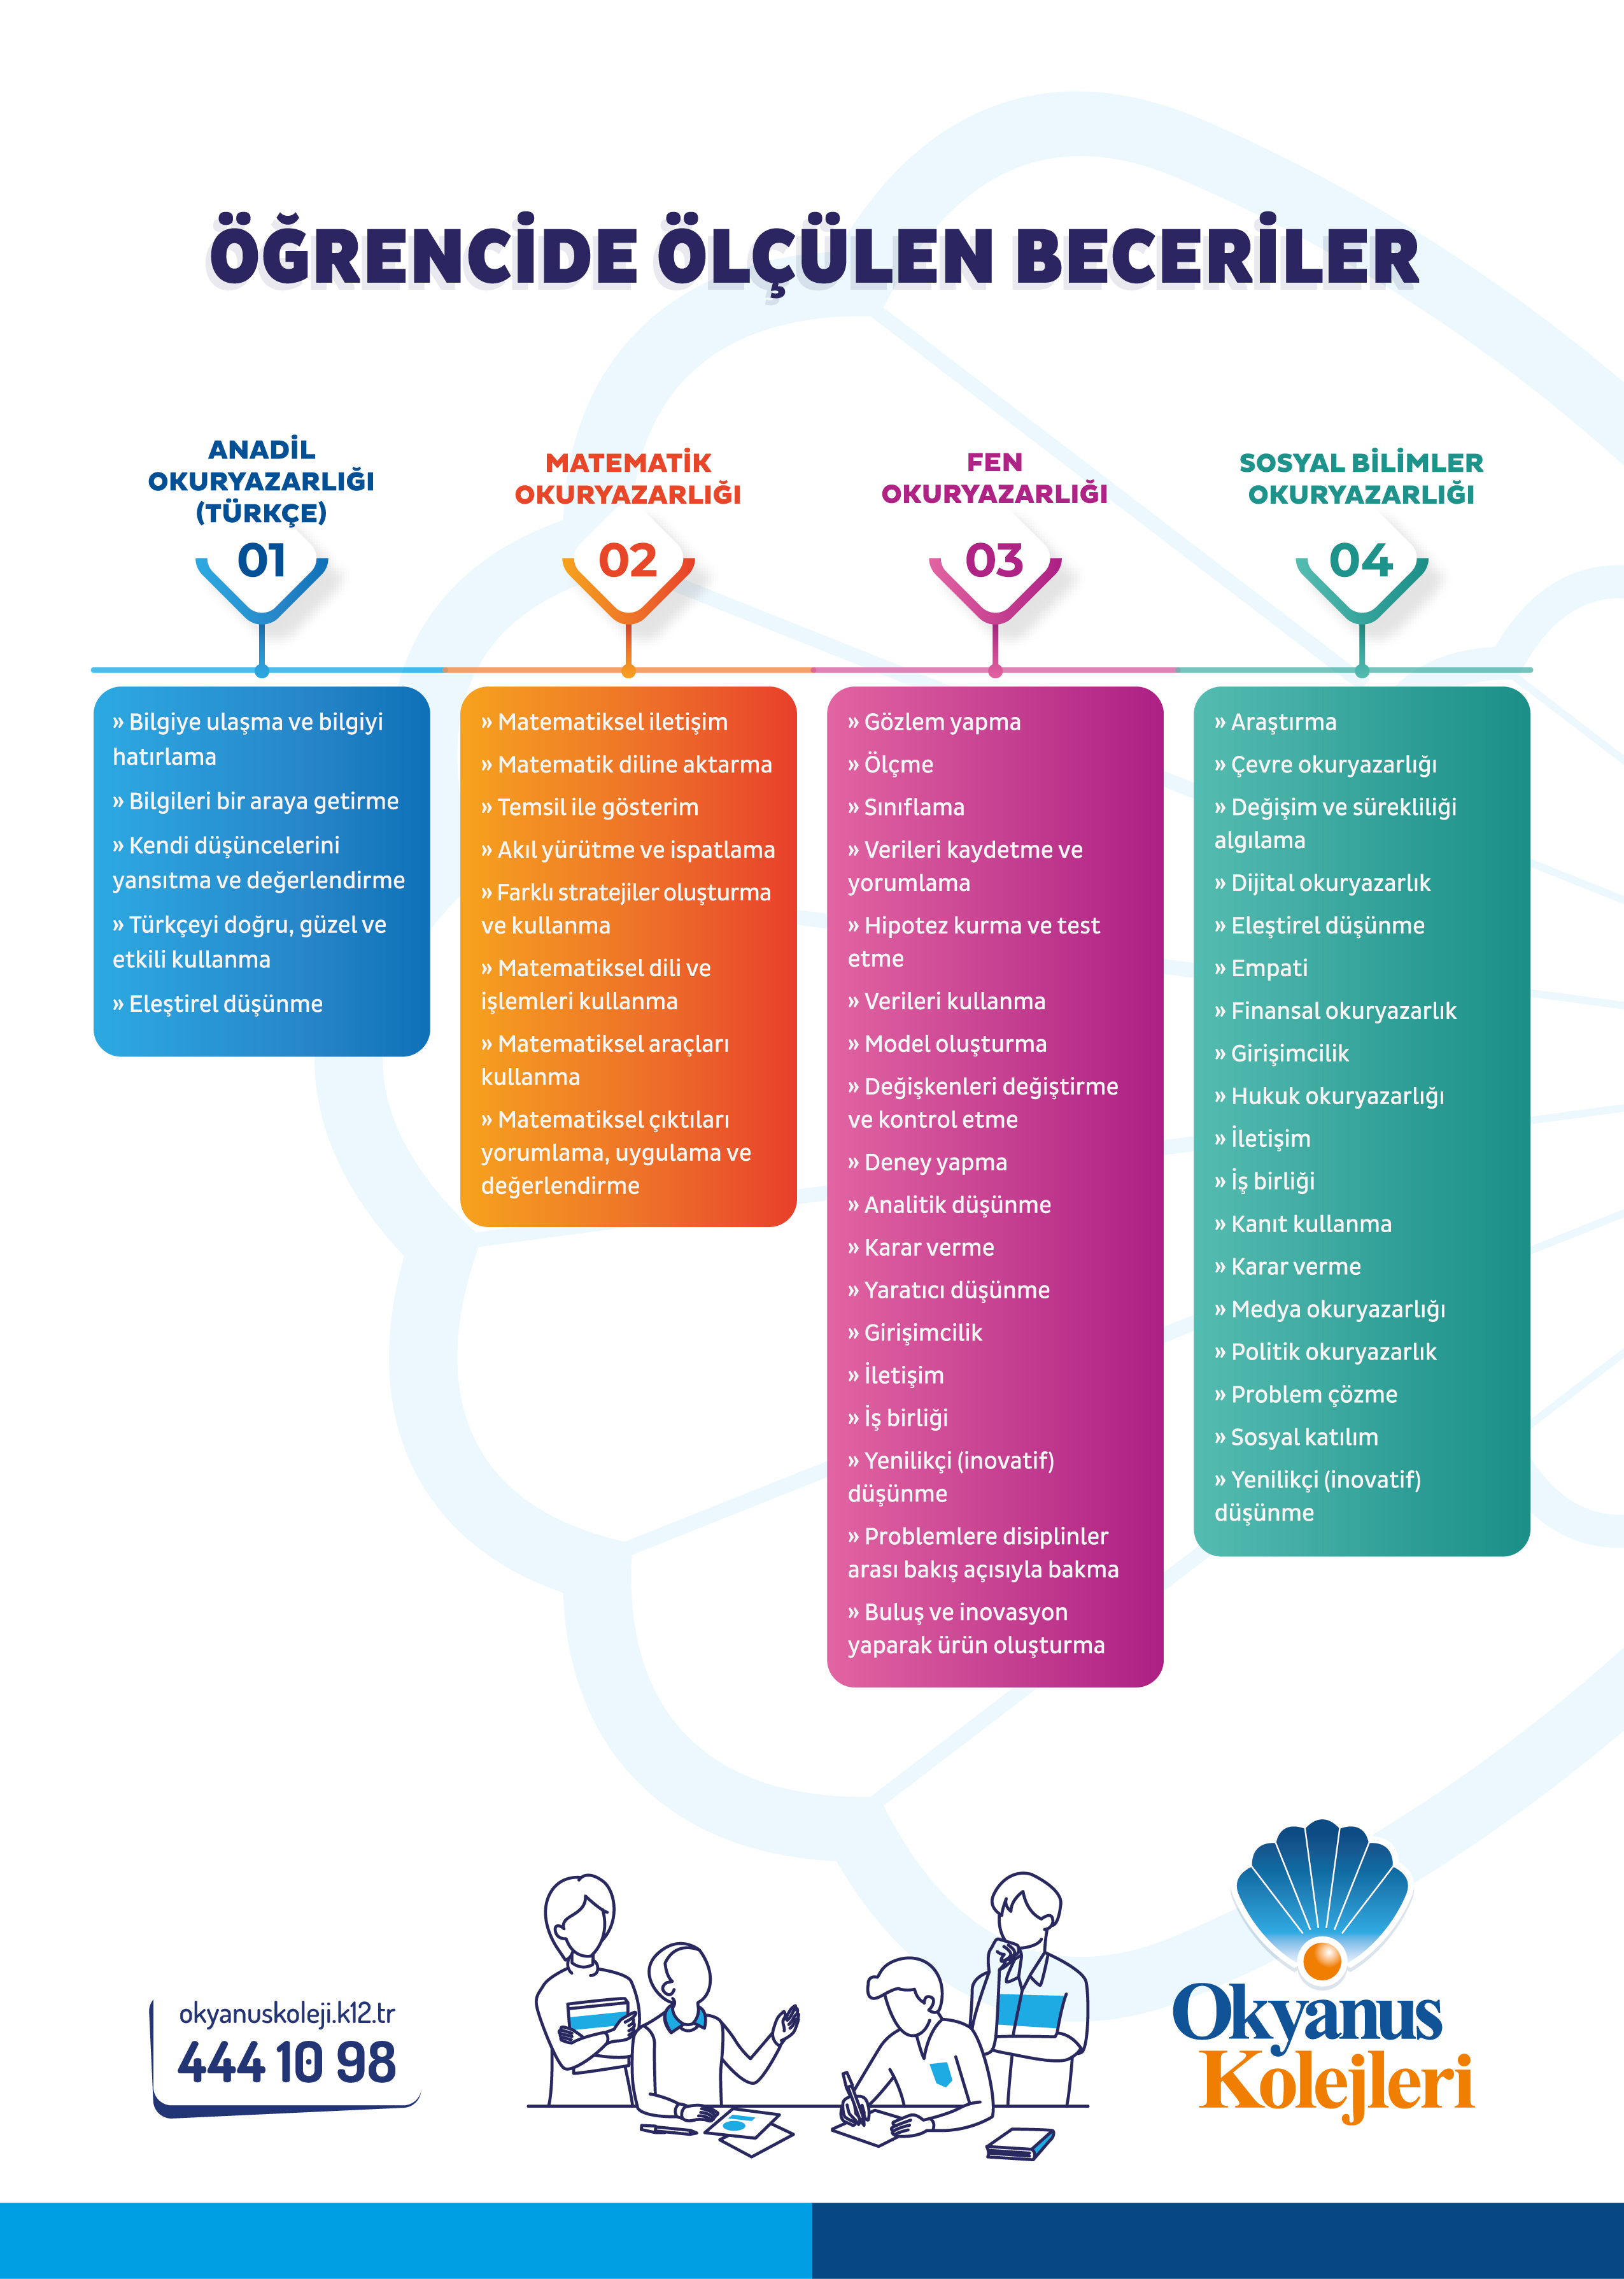 ÖĞRENCİDE ÖLÇÜLEN BECERİLER
ANADİL
OKURYAZARLIĞI
(TÜRKÇE)
01
» Bilgiye ulaşma ve bilgiyi
hatırlama
» Bilgileri bir araya getirme
» Kendi düşüncelerini
yansıtma ve değerlendirme
» Türkçeyi doğru, güzel ve
etkili kullanma
» Eleştirel düşünme
MATEMATİK
OKURYAZARLIĞI
02
» Matematiksel iletişim
» Matematik diline aktarma
» Temsil ile gösterim
» Akıl yürütme ve ispatlama
» Farklı stratejiler oluşturma
ve kullanma
» Matematiksel dili ve
işlemleri kullanma
» Matematiksel araçları
kullanma
» Matematiksel çıktıları
yorumlama, uygulama ve
değerlendirme
FEN
OKURYAZARLIĞI
03
» Gözlem yapma
» Ölçme
» Sınıflama
» Verileri kaydetme ve
yorumlama
» Hipotez kurma ve test
etme
» Verileri kullanma
» Model oluşturma
» Değişkenleri değiştirme
ve kontrol etme
» Deney yapma
» Analitik düşünme
» Karar verme
» Yaratıcı düşünme
» Girişimcilik
» İletişim
» İş birliği
» Yenilikçi (inovatif)
düşünme
» Problemlere disiplinler
arası bakış açısıyla bakma
» Buluş ve inovasyon
yaparak ürün oluşturma
SOSYAL BİLİMLER
OKURYAZARLIĞI
04
» Araştırma
» Çevre okuryazarlığı
» Değişim ve sürekliliği
algılama
» Dijital okuryazarlık
» Eleştirel düşünme
» Empati
» Finansal okuryazarlık
» Girişimcilik
» Hukuk okuryazarlığı
» İletişim
» İş birliği
» Kanıt kullanma
» Karar verme
» Medya okuryazarlığı
» Politik okuryazarlık
» Problem çözme
» Sosyal katılım
» Yenilikçi (inovatif)
düşünme
okyanuskoleji.k12.tr
444 10 98
Okyanus
Kolejleri